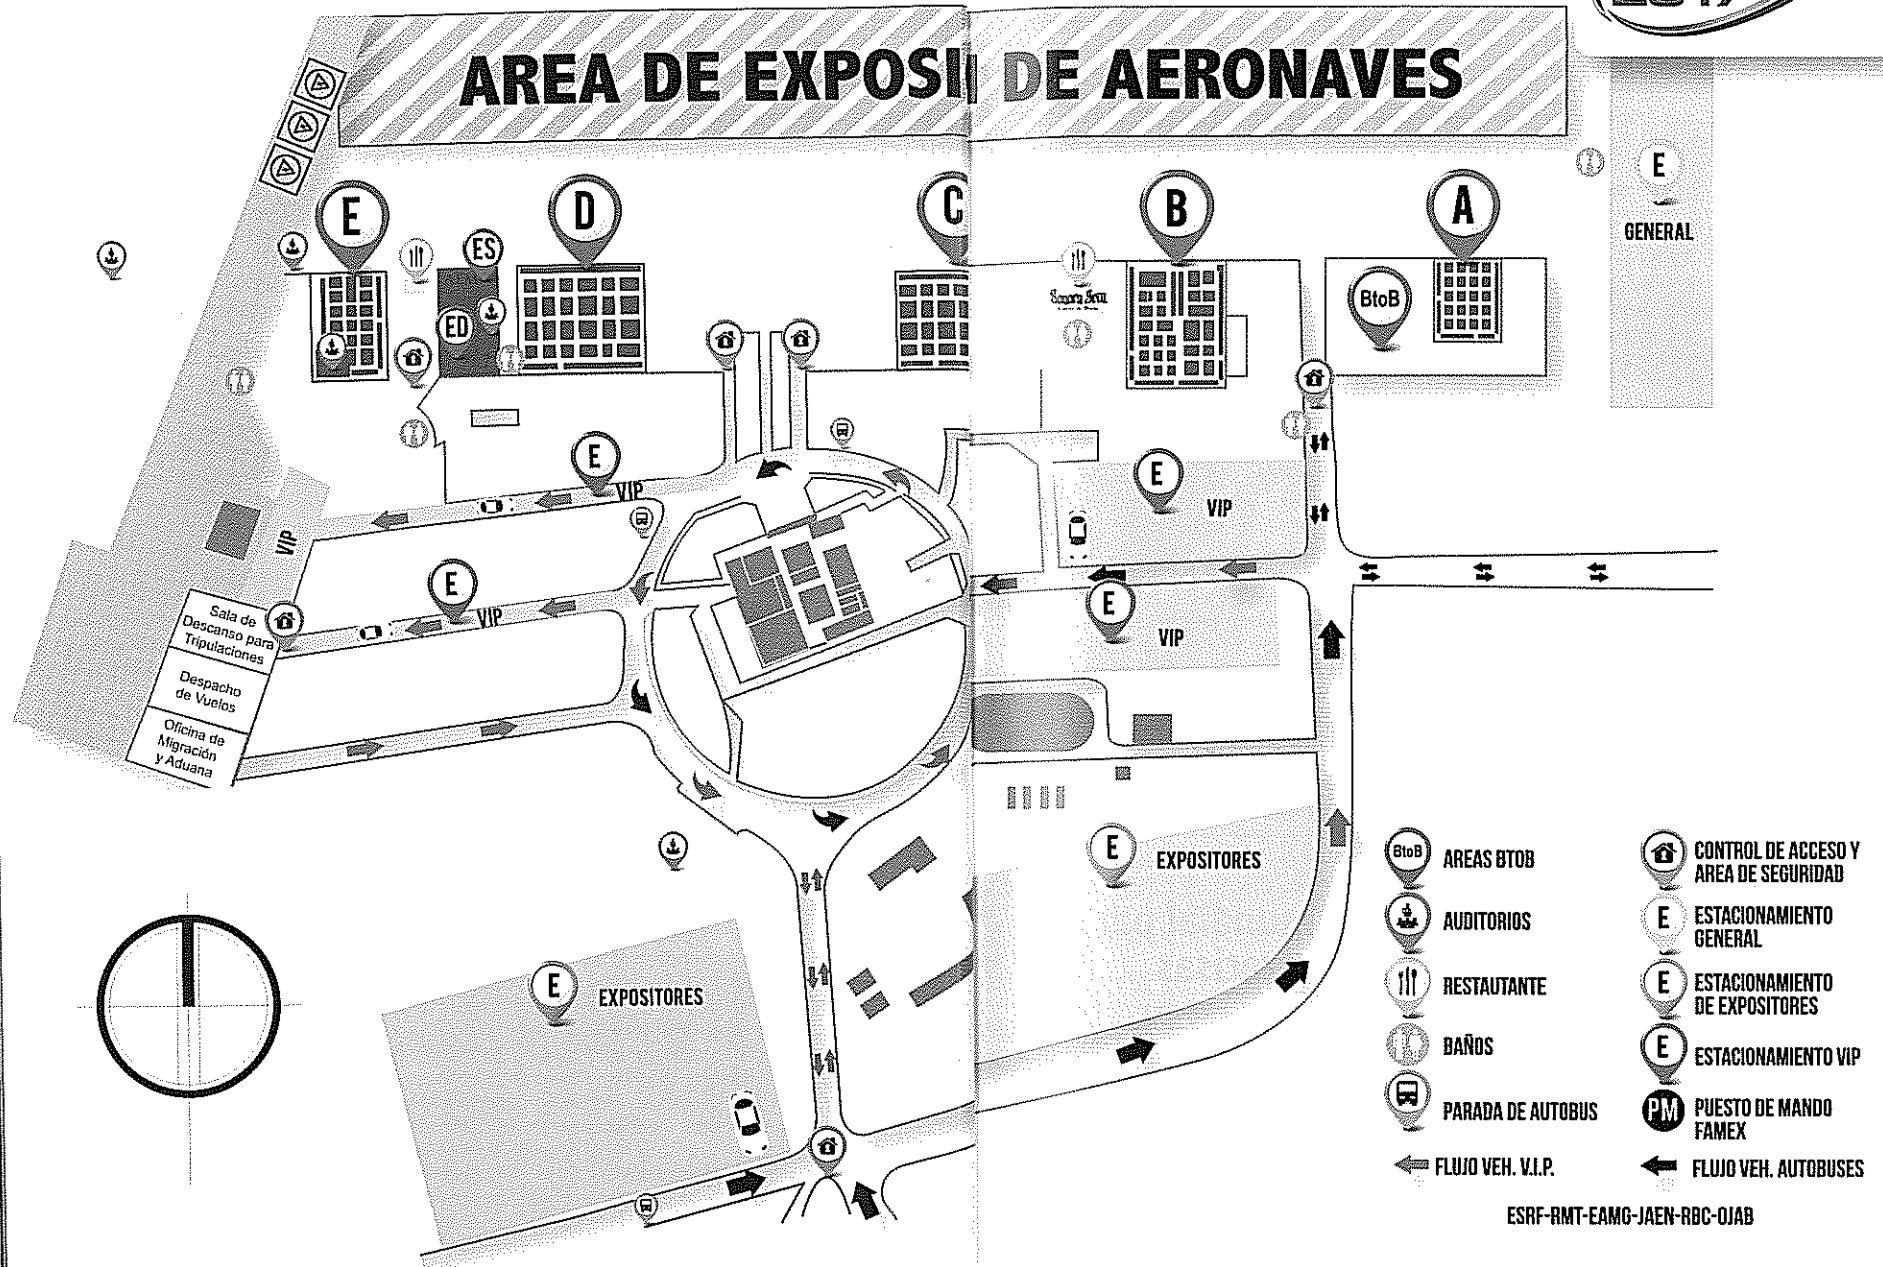 AREA DE EXPOSI DE AERONAVES
E
GENERAL
E
D
C
B
A
ES
ED
BtoB
E
VIP
E
VIP
VIP
E
VIP
E
VIP
Sala de
Descanso para
Tripulaciones
Despacho
de Vuelos
Oficina de
Migración
y Aduana
E
EXPOSITORES
E
EXPOSITORES
BtoB
AREAS BTOB
AUDITORIOS
RESTAUTANTE
BAÑOS
PARADA DE AUTOBUS
FLUJO VEH. V.I.P.
CONTROL DE ACCESO Y
AREA DE SEGURIDAD
E
ESTACIONAMIENTO
GENERAL
E
ESTACIONAMIENTO
DE EXPOSITORES
E
ESTACIONAMIENTO VIP
PM
PUESTO DE MANDO
FAMEX
FLUJO VEH. AUTOBUSES
ESRF-RMT-EAMG-JAEN-RBC-OJAB